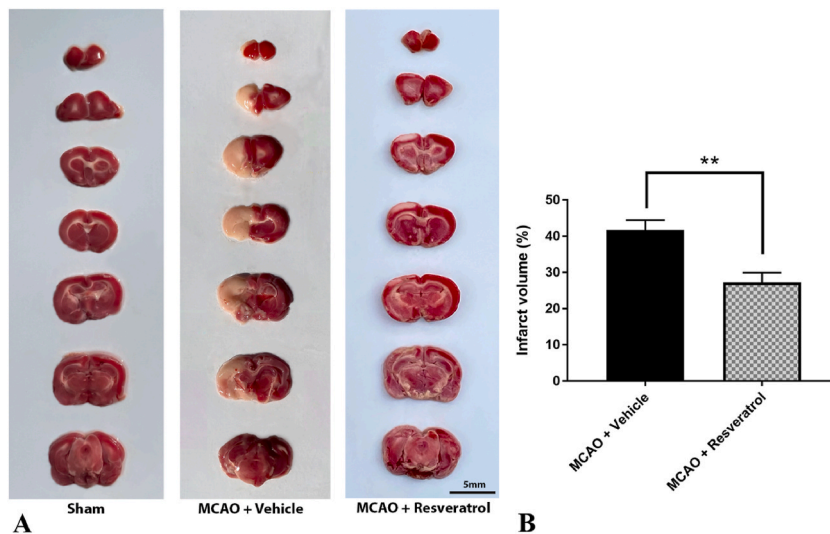 5mm
Sham
MCAO + Vehicle
MCAO + Resveratrol
A
**
50
40
30
20
10
0
Infarct volume (%)
MCAO + Vehicle
MCAO + Resveratrol
B